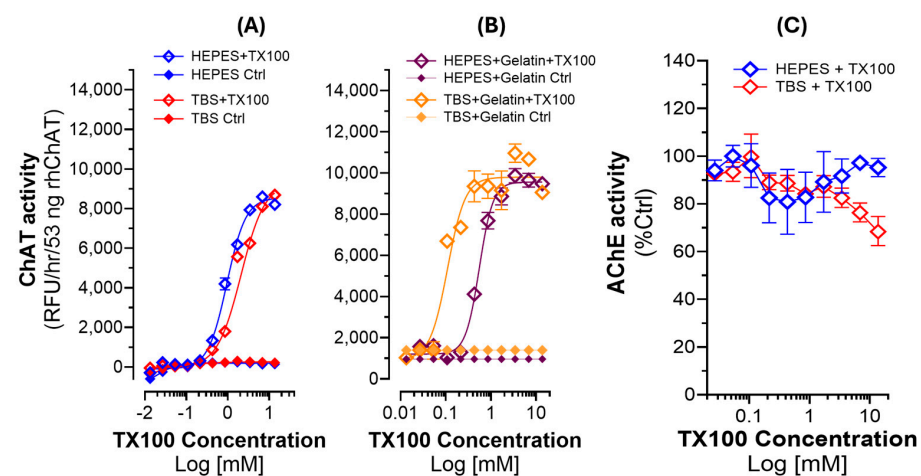 (A)
HEPES+TX100
HEPES Ctrl
TBS+TX100
TBS Ctrl
ChAT activity
(RFU/hr/53 ng rhChAT)
14,000
12,000
10,000
8,000
6,000
4,000
2,000
0
-2 -1 0 1
TX100 Concentration
Log [mM]
(B)
HEPES+Gelatin+TX100
HEPES+Gelatin Ctrl
TBS+Gelatin+TX100
TBS+Gelatin Ctrl
14,000
12,000
10,000
8,000
6,000
4,000
2,000
0
0.01 0.1 1 10
TX100 Concentration
Log [mM]
(C)
HEPES + TX100
TBS + TX100
AChE activity
(%Ctrl)
140
120
100
80
60
40
20
0
0.1 1 10
TX100 Concentration
Log [mM]